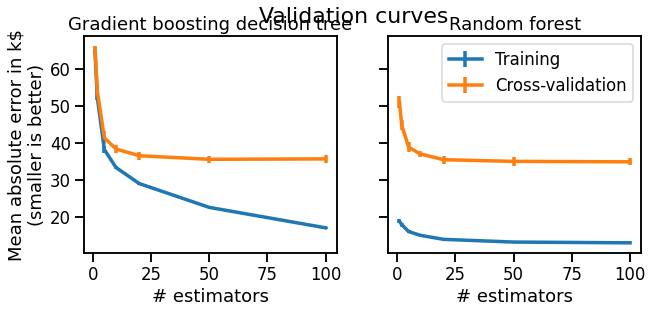 Validation curves
Gradient boosting decision tree
Random forest
Mean absolute error in k$
(smaller is better)
60
50
40
30
20
0
25
50
75
100
# estimators
Training
Cross-validation
0
25
50
75
100
# estimators